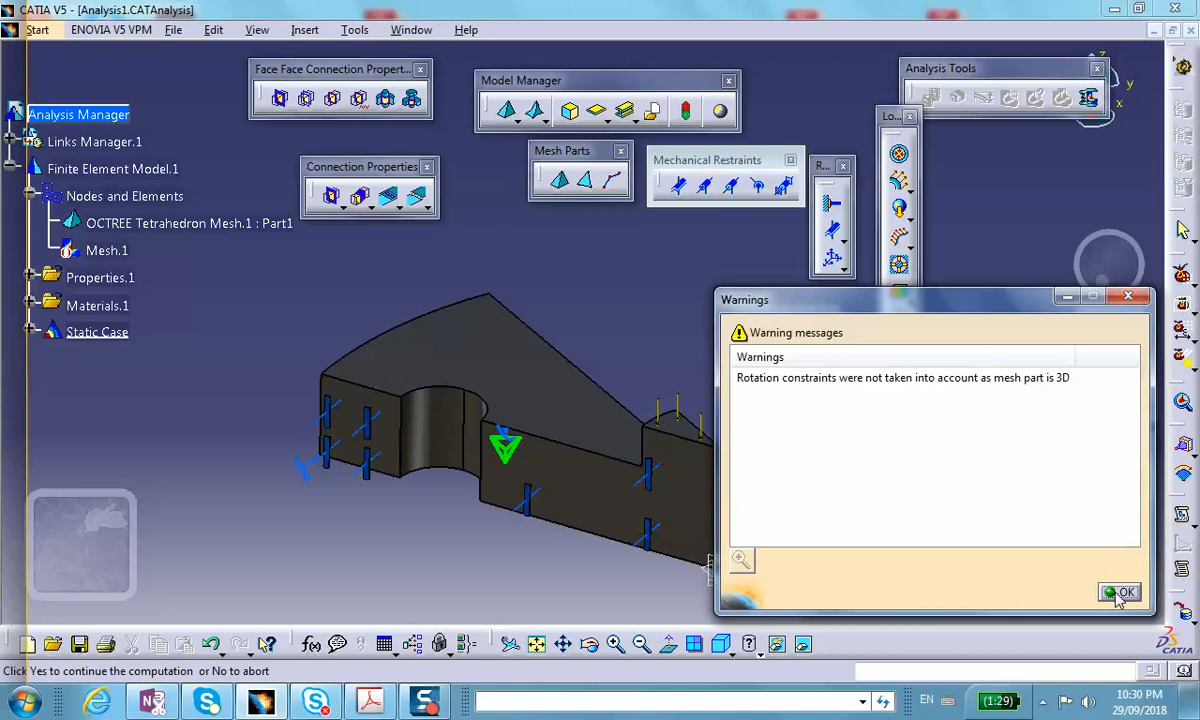 CATIA V5 - [Analysis1.CATAnalysis]
Start ENOVIA V5 VPM File Edit View Insert Tools Window Help
Face Face Connection Propert...
Model Manager
Analysis Tools
z
y
x
Analysis Manager
Links Manager.1
Finite Element Model.1
Nodes and Elements
OCTREE Tetrahedron Mesh.1 : Part1
Mesh.1
Properties.1
Materials.1
Static Case
Connection Properties
Mesh Parts
Mechanical Restraints
R...
Lo...
Warnings
Warning messages
Warnings
Rotation constraints were not taken into account as mesh part is 3D
OK
f(x)
CATIA
Click Yes to continue the computation or No to abort
EN
(1:29)
10:30 PM
29/09/2018